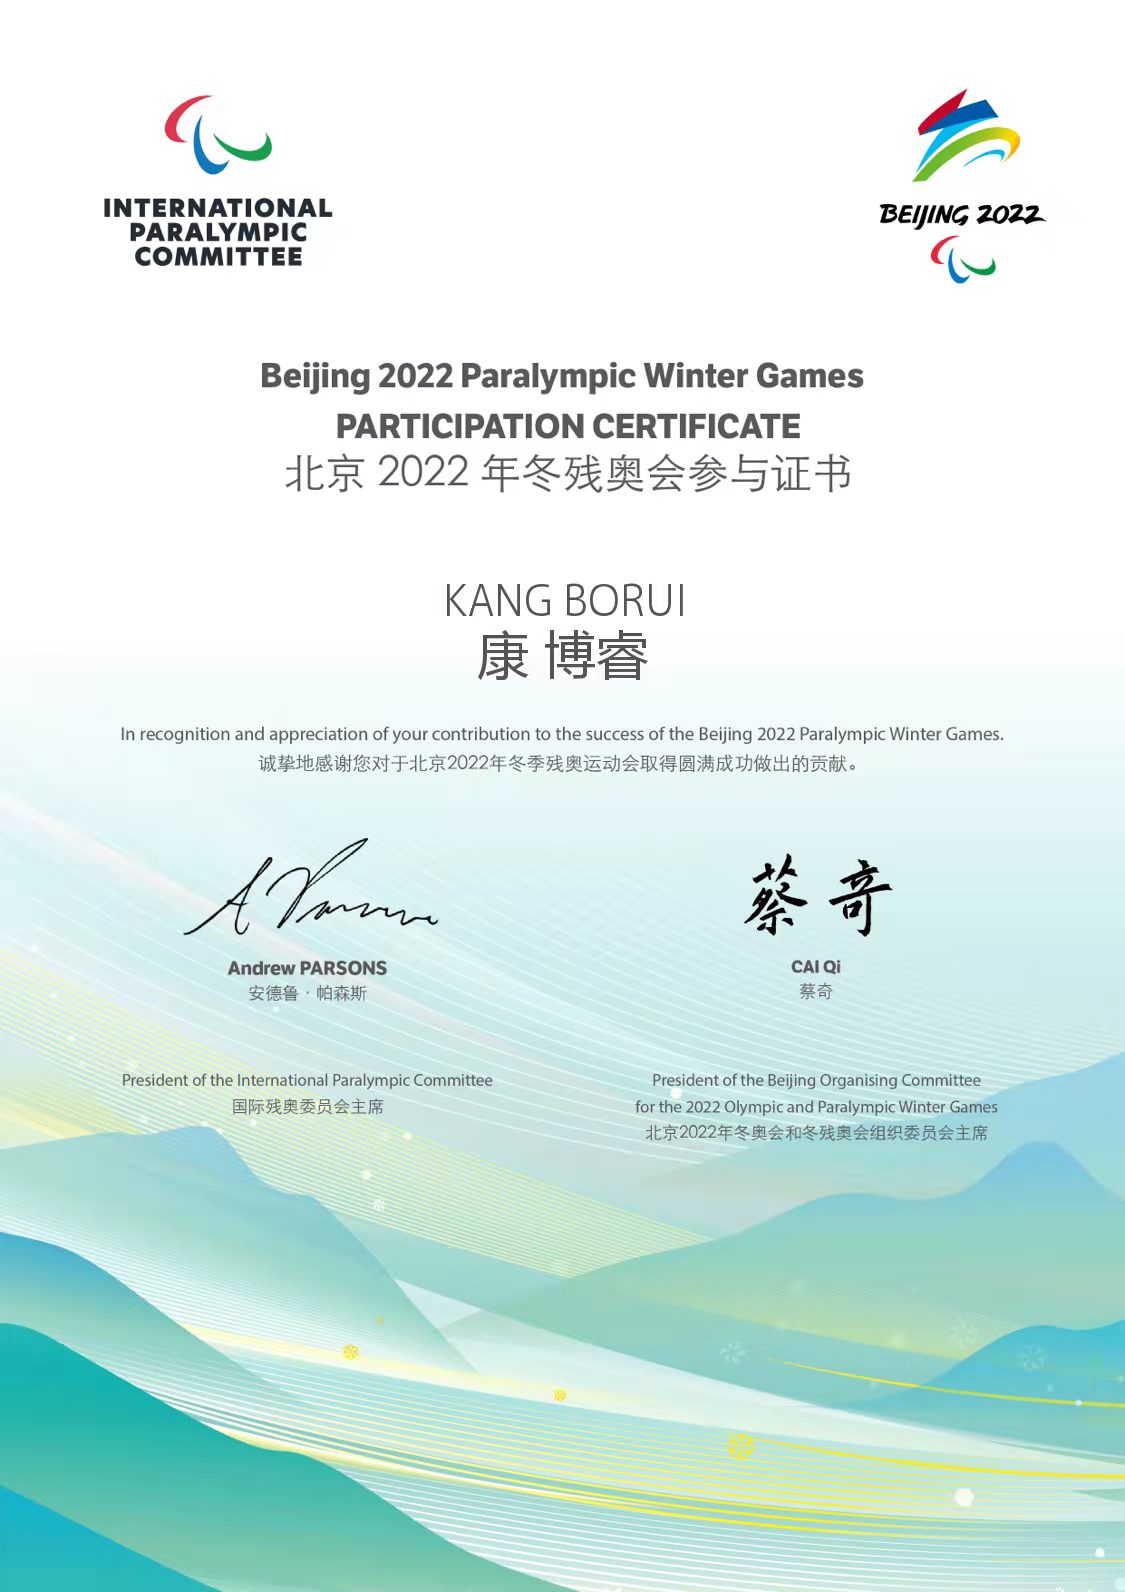 INTERNATIONAL
PARALYMPIC
COMMITTEE
BEIJING 2022
Beijing 2022 Paralympic Winter Games
PARTICIPATION CERTIFICATE
北京 2022 年冬残奥会参与证书
KANG BORUI
康 博睿
In recognition and appreciation of your contribution to the success of the Beijing 2022 Paralympic Winter Games.
诚挚地感谢您对于北京2022年冬季残奥运动会取得圆满成功做出的贡献。
A Parsons
蔡奇
Andrew PARSONS
安德鲁 · 帕森斯
CAI Qi
蔡奇
President of the International Paralympic Committee
国际残奥委员会主席
President of the Beijing Organising Committee
for the 2022 Olympic and Paralympic Winter Games
北京2022年冬奥会和冬残奥会组织委员会主席